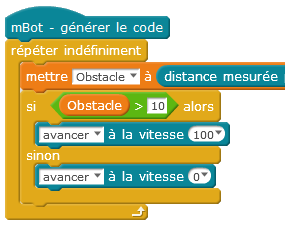 mBot - générer le code
répéter indéfiniment
mettre Obstacle à distance mesurée
si Obstacle > 10 alors
avancer à la vitesse 100
sinon
avancer à la vitesse 0